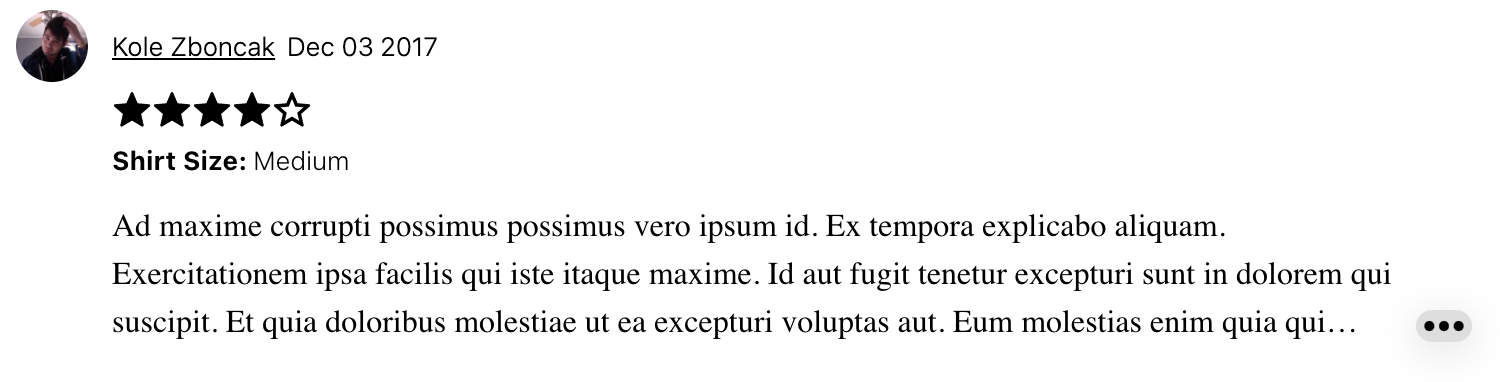 Kole Zboncak Dec 03 2017
Shirt Size: Medium
Ad maxime corrupti possimus possimus vero ipsum id. Ex tempora explicabo aliquam.
Exercitationem ipsa facilis qui iste itaque maxime. Id aut fugit tenetur excepturi sunt in dolorem qui
suscipit. Et quia doloribus molestiae ut ea excepturi voluptas aut. Eum molestias enim quia qui…